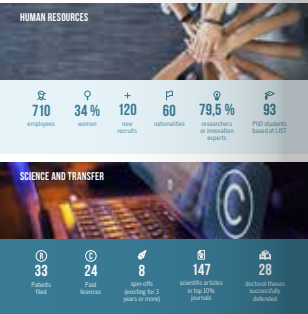 HUMAN RESOURCES
710
employees
34 %
women
+
120
new
recruits
60
nationalities
79,5 %
researchers
or innovation
experts
93
PhD students
based at LIST
SCIENCE AND TRANSFER
©
®
33
Patents
filed
©
24
Paid
licences
8
spin-offs
(existing for 3
years or more)
147
scientific articles
in top 10%
journals
28
doctoral theses
successfully
defended